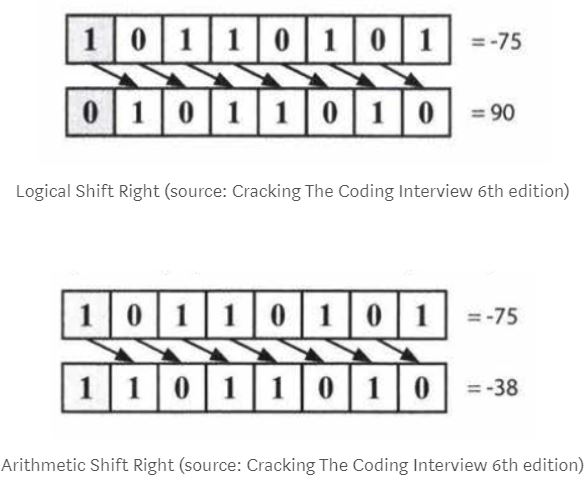 1 0 1 1 0 1 0 1 = -75
0 1 0 1 1 0 1 0 = 90
Logical Shift Right (source: Cracking The Coding Interview 6th edition)
1 0 1 1 0 1 0 1 = -75
1 1 0 1 1 0 1 0 = -38
Arithmetic Shift Right (source: Cracking The Coding Interview 6th edition)